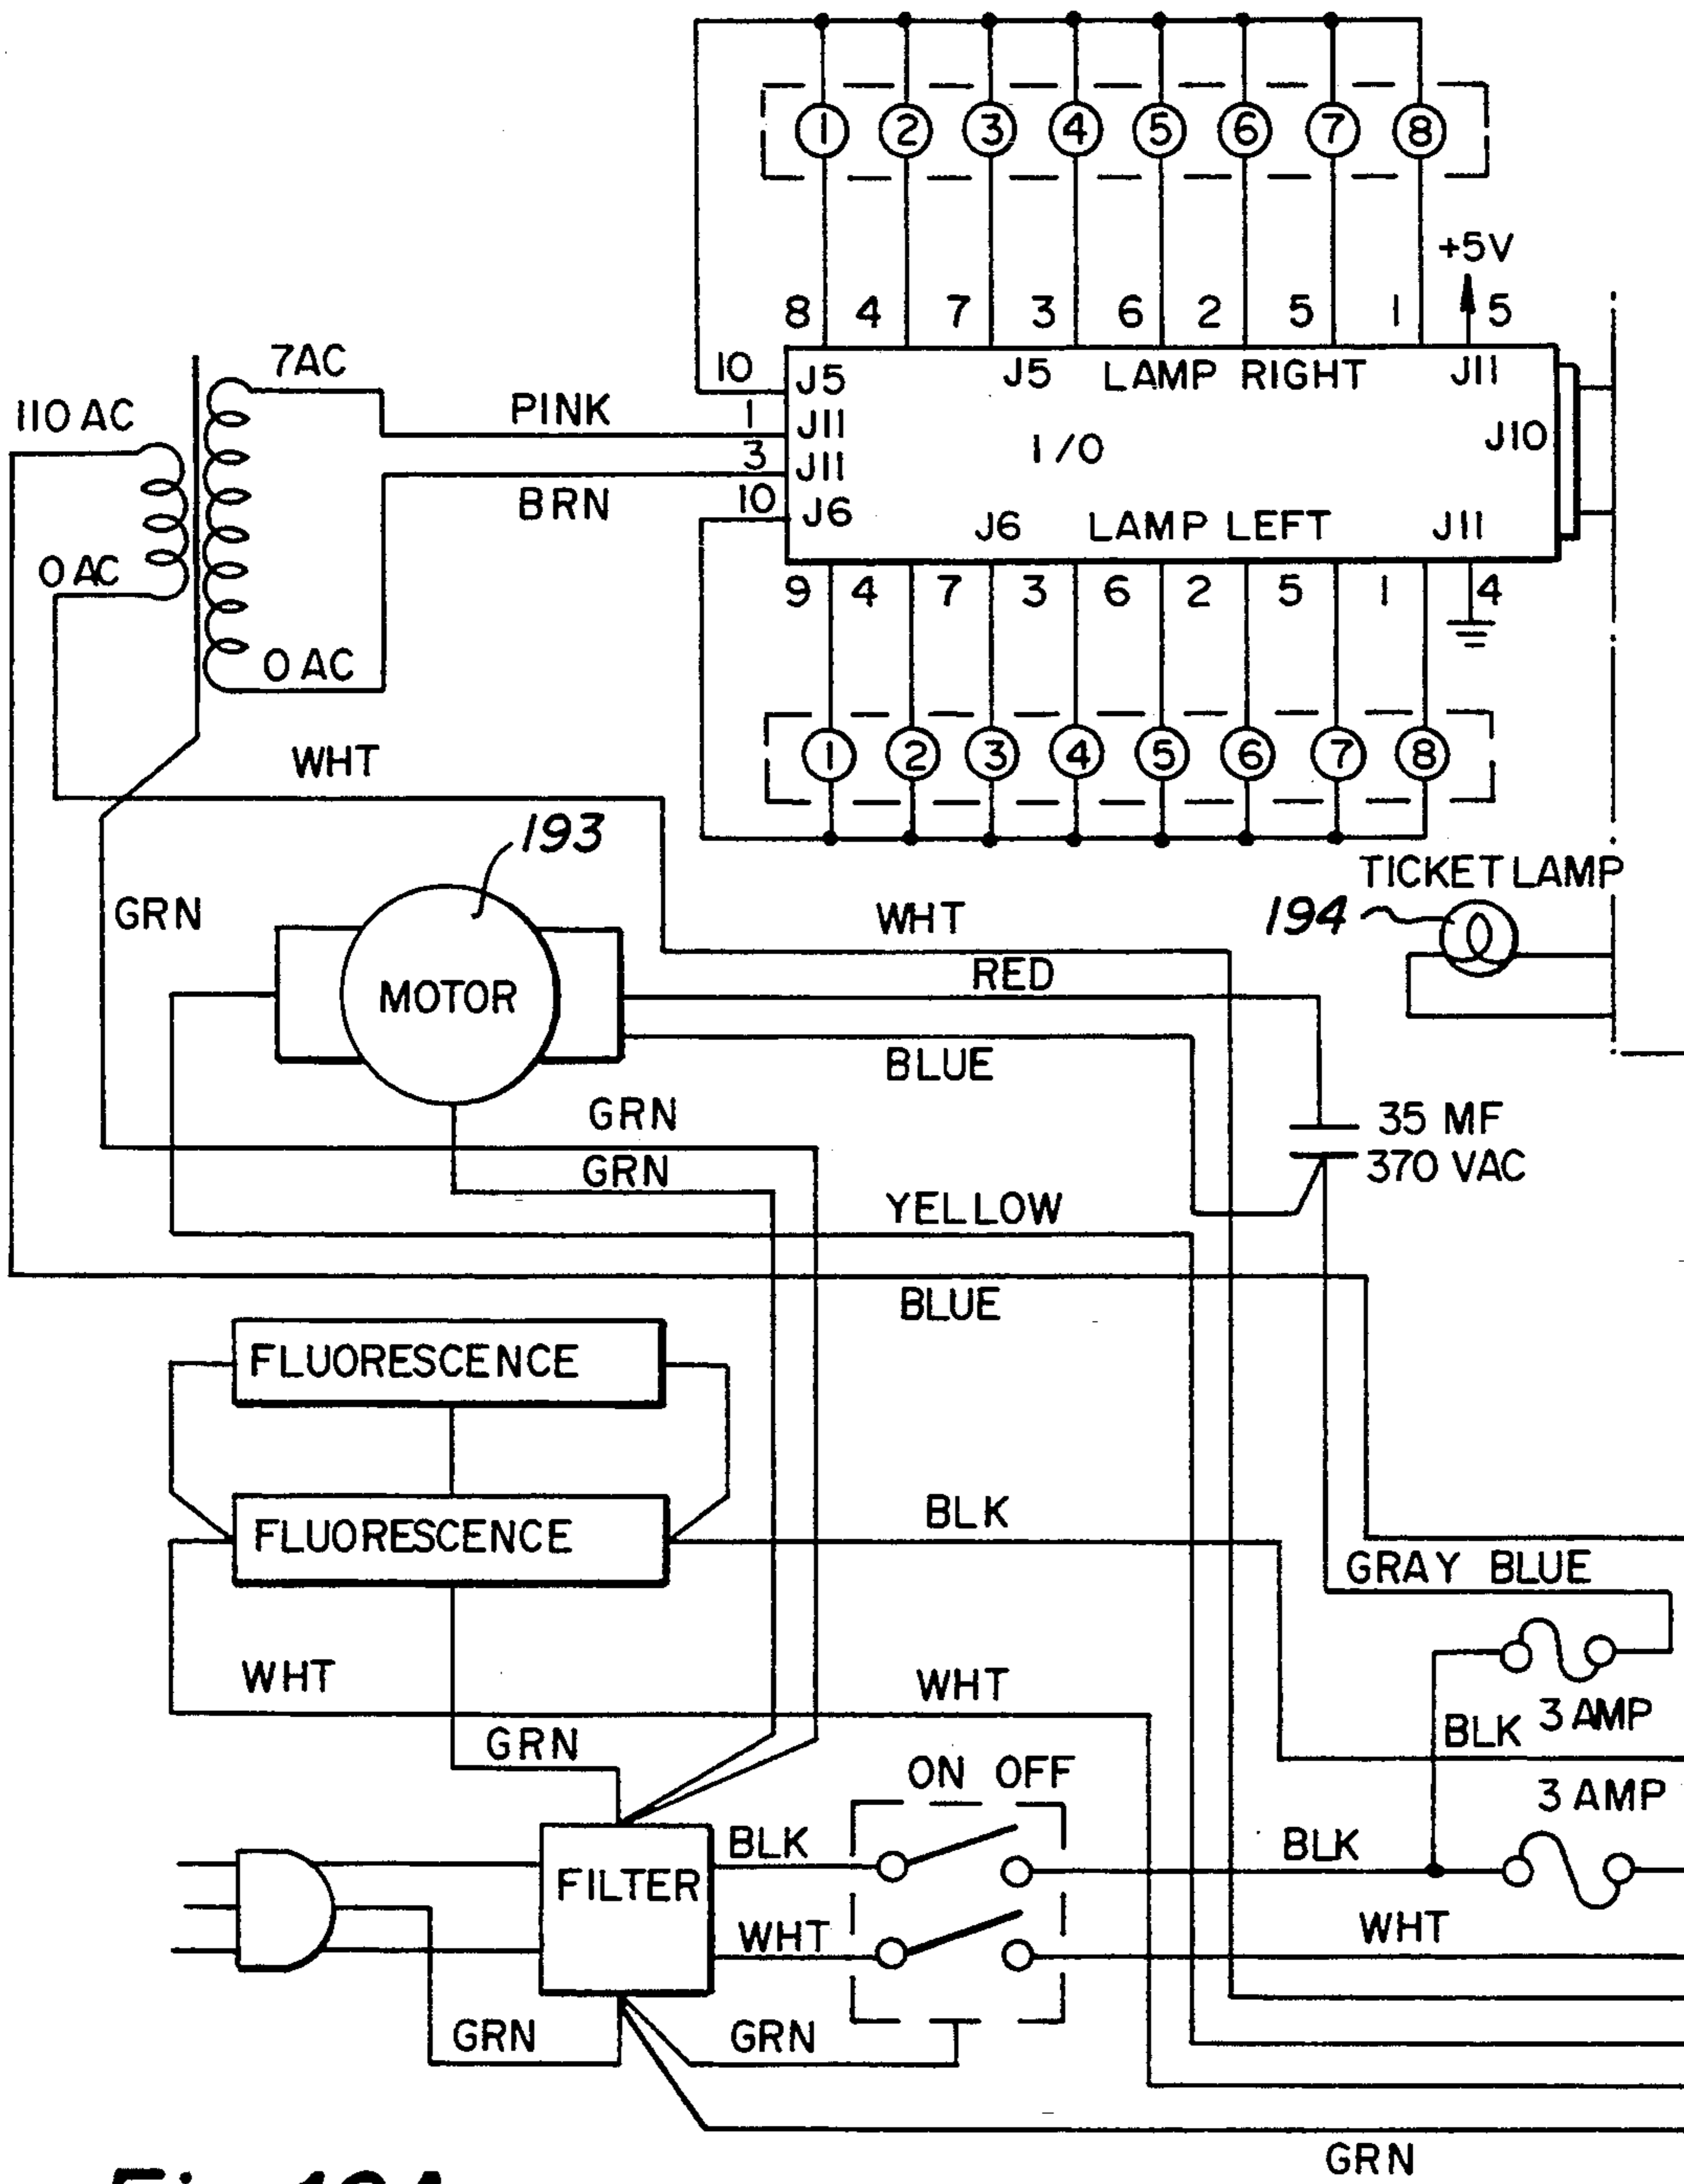 1 2 3 4 5 6 7 8
+5V
8 4 7 3 6 2 5 1 5
10 J5 J5 LAMP RIGHT J11
7AC
110 AC
PINK 1 J11
I/O J10
3 J11
BRN
10 J6 J6 LAMP LEFT J11
0 AC
9 4 7 3 6 2 5 1 4
0 AC
1 2 3 4 5 6 7 8
WHT
193
TICKET LAMP
194
GRN
WHT
MOTOR
RED
BLUE
GRN
35 MF
370 VAC
GRN
YELLOW
BLUE
FLUORESCENCE
BLK
FLUORESCENCE
GRAY BLUE
WHT
WHT
3 AMP
BLK
GRN
ON OFF
3 AMP
BLK
BLK
FILTER
WHT
WHT
GRN
GRN
GRN